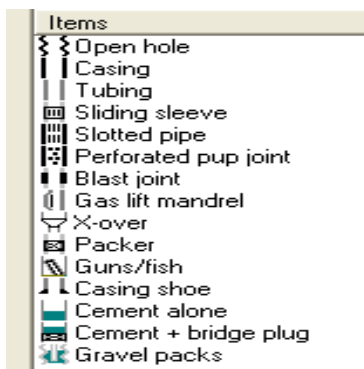 Items
Open hole
Casing
Tubing
Sliding sleeve
Slotted pipe
Perforated pup joint
Blast joint
Gas lift mandrel
X-over
Packer
Guns/fish
Casing shoe
Cement alone
Cement + bridge plug
Gravel packs